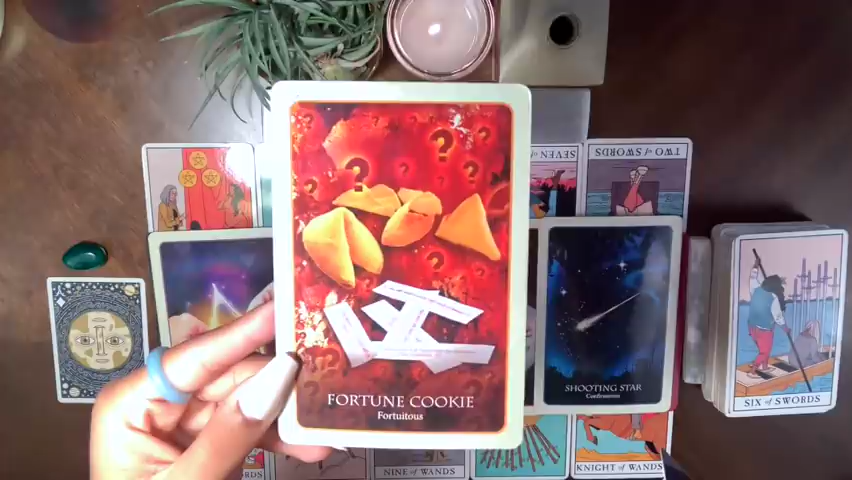 SEVEN of
TWO of SWORDS
FORTUNE COOKIE
Fortuitous
SHOOTING STAR
Confirmation
SIX of SWORDS
RDS
NINE of WANDS
KNIGHT of WANDS